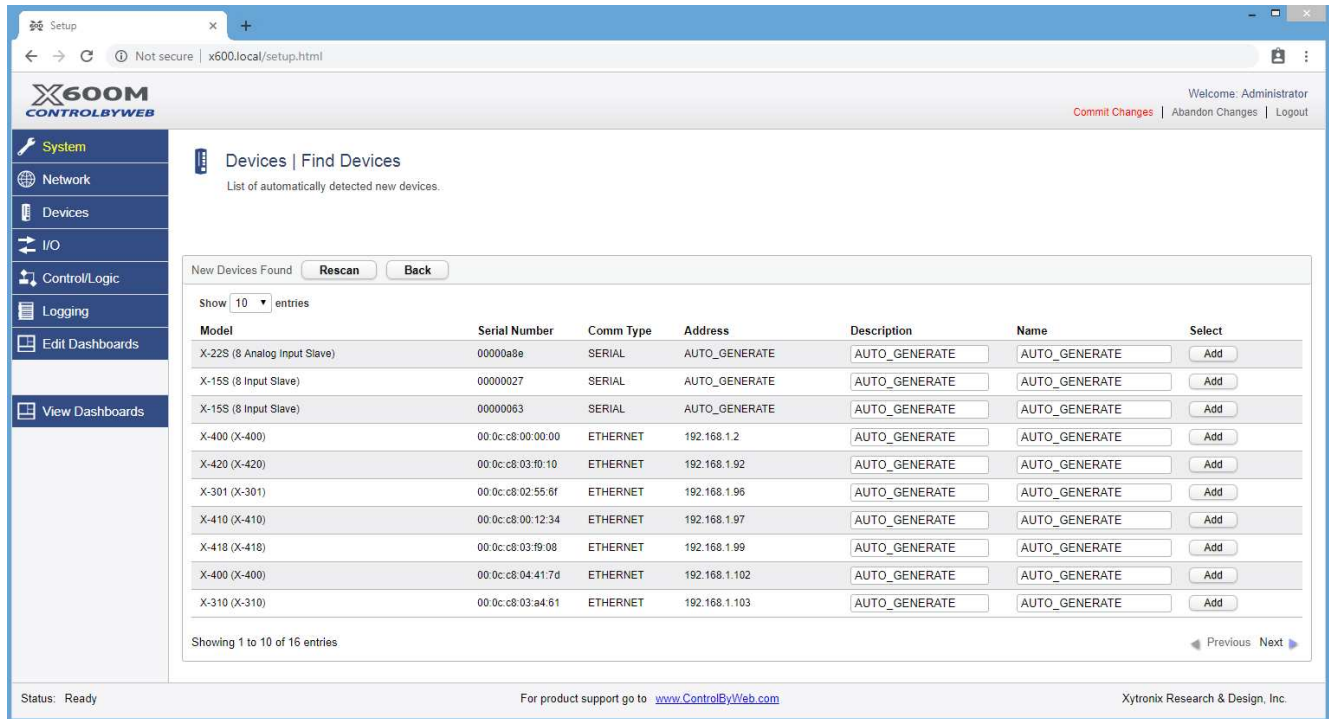 Setup
Not secure | x600.local/setup.html
X600M
CONTROLBYWEB
Welcome: Administrator
Commit Changes | Abandon Changes | Logout
System
Network
Devices
I/O
Control/Logic
Logging
Edit Dashboards
View Dashboards
Devices | Find Devices
List of automatically detected new devices.
New Devices Found Rescan Back
Show 10 entries
Model Serial Number Comm Type Address Description Name Select
X-22S (8 Analog Input Slave) 00000a8e SERIAL AUTO_GENERATE AUTO_GENERATE AUTO_GENERATE Add
X-15S (8 Input Slave) 00000027 SERIAL AUTO_GENERATE AUTO_GENERATE AUTO_GENERATE Add
X-15S (8 Input Slave) 00000063 SERIAL AUTO_GENERATE AUTO_GENERATE AUTO_GENERATE Add
X-400 (X-400) 00:0c:c8:00:00:00 ETHERNET 192.168.1.2 AUTO_GENERATE AUTO_GENERATE Add
X-420 (X-420) 00:0c:c8:03:f0:10 ETHERNET 192.168.1.92 AUTO_GENERATE AUTO_GENERATE Add
X-301 (X-301) 00:0c:c8:02:55:6f ETHERNET 192.168.1.96 AUTO_GENERATE AUTO_GENERATE Add
X-410 (X-410) 00:0c:c8:00:12:34 ETHERNET 192.168.1.97 AUTO_GENERATE AUTO_GENERATE Add
X-418 (X-418) 00:0c:c8:03:f9:08 ETHERNET 192.168.1.99 AUTO_GENERATE AUTO_GENERATE Add
X-400 (X-400) 00:0c:c8:04:41:7d ETHERNET 192.168.1.102 AUTO_GENERATE AUTO_GENERATE Add
X-310 (X-310) 00:0c:c8:03:a4:61 ETHERNET 192.168.1.103 AUTO_GENERATE AUTO_GENERATE Add
Showing 1 to 10 of 16 entries Previous Next
Status: Ready For product support go to www.ControlByWeb.com Xytronix Research & Design, Inc.